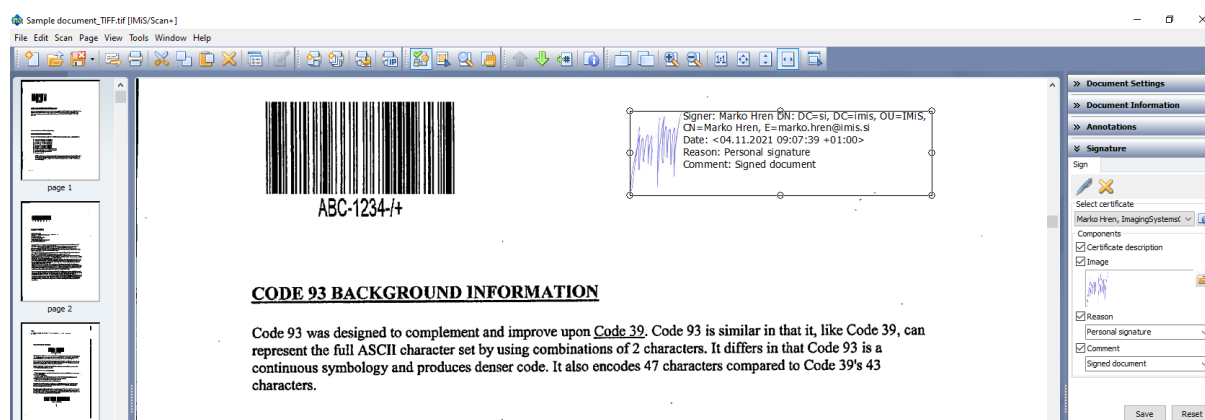 Sample document_TIFF.tif [IMiS/Scan+]
File Edit Scan Page View Tools Window Help
page 1
page 2
ABC-1234-/+
Signer: Marko Hren DN: DC=si, DC=imis, OU=IMiS,
CN=Marko Hren, E=marko.hren@imis.si
Date: <04.11.2021 09:07:39 +01:00>
Reason: Personal signature
Comment: Signed document
CODE 93 BACKGROUND INFORMATION
Code 93 was designed to complement and improve upon Code 39. Code 93 is similar in that it, like Code 39, can
represent the full ASCII character set by using combinations of 2 characters. It differs in that Code 93 is a
continuous symbology and produces denser code. It also encodes 47 characters compared to Code 39's 43
characters.
Document Settings
Document Information
Annotations
Signature
Sign
Select certificate
Marko Hren, ImagingSystems(
Components
Certificate description
Image
Reason
Personal signature
Comment
Signed document
Save Reset